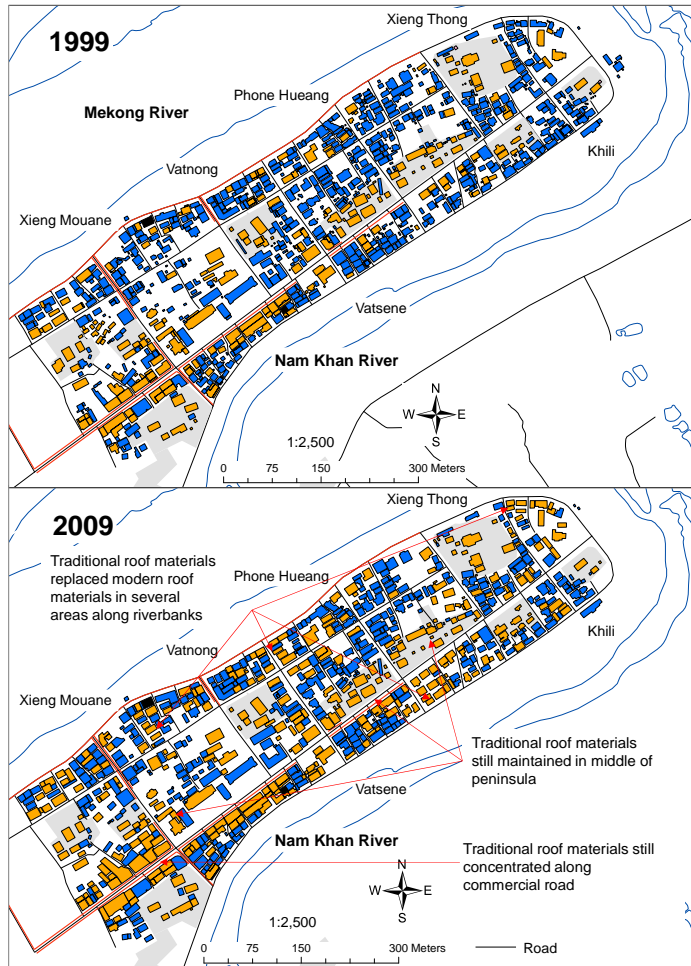 1999
Xieng Thong
Phone Hueang
Mekong River
Vatnong
Khili
Xieng Mouane
Vatsene
Nam Khan River
N
W E
S
1:2,500
0 75 150 300 Meters
2009
Xieng Thong
Traditional roof materials
replaced modern roof
materials in several
areas along riverbanks
Phone Hueang
Khili
Vatnong
Xieng Mouane
Traditional roof materials
still maintained in middle of
peninsula
Vatsene
Nam Khan River
Traditional roof materials still
concentrated along
commercial road
N
W E
S
1:2,500
0 75 150 300 Meters
Road